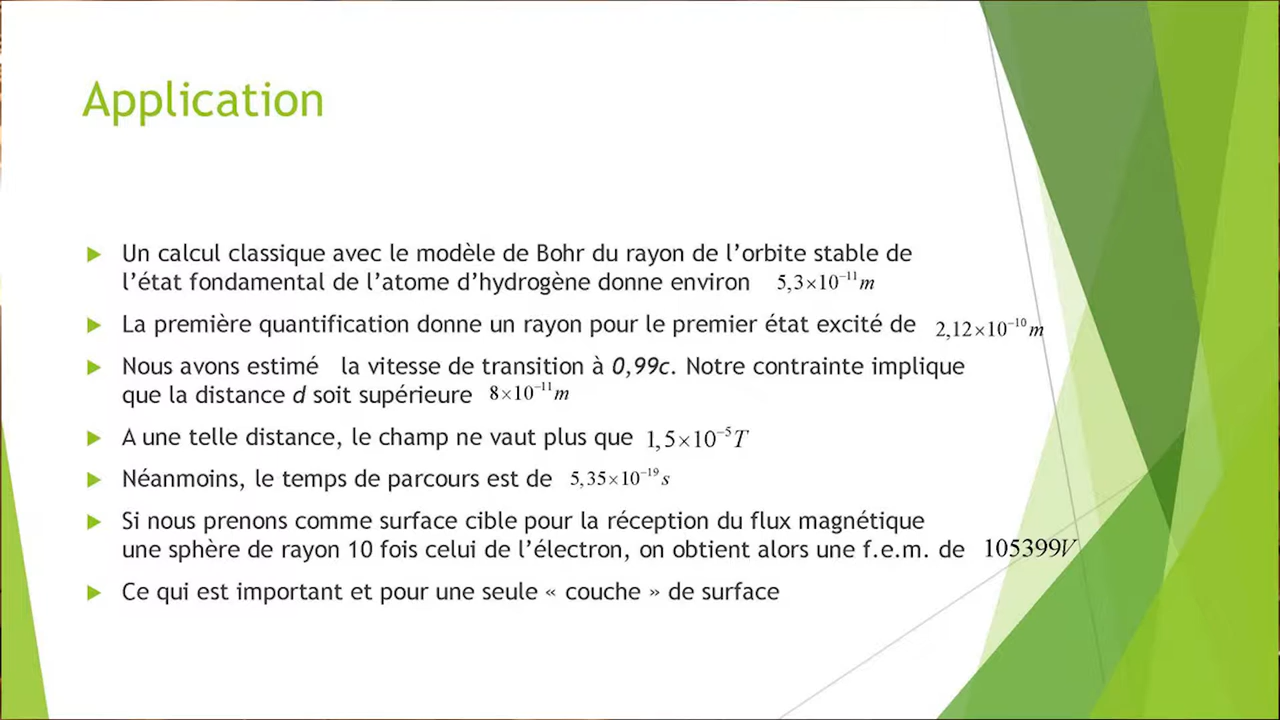 Application
Un calcul classique avec le modèle de Bohr du rayon de l’orbite stable de
l’état fondamental de l’atome d’hydrogène donne environ 5,3×10⁻¹¹ m
La première quantification donne un rayon pour le premier état excité de 2,12×10⁻¹⁰ m
Nous avons estimé la vitesse de transition à 0,99c. Notre contrainte implique
que la distance d soit supérieure 8×10⁻¹¹ m
A une telle distance, le champ ne vaut plus que 1,5×10⁻⁵ T
Néanmoins, le temps de parcours est de 5,35×10⁻¹⁹ s
Si nous prenons comme surface cible pour la réception du flux magnétique
une sphère de rayon 10 fois celui de l’électron, on obtient alors une f.e.m. de 105399V
Ce qui est important et pour une seule « couche » de surface